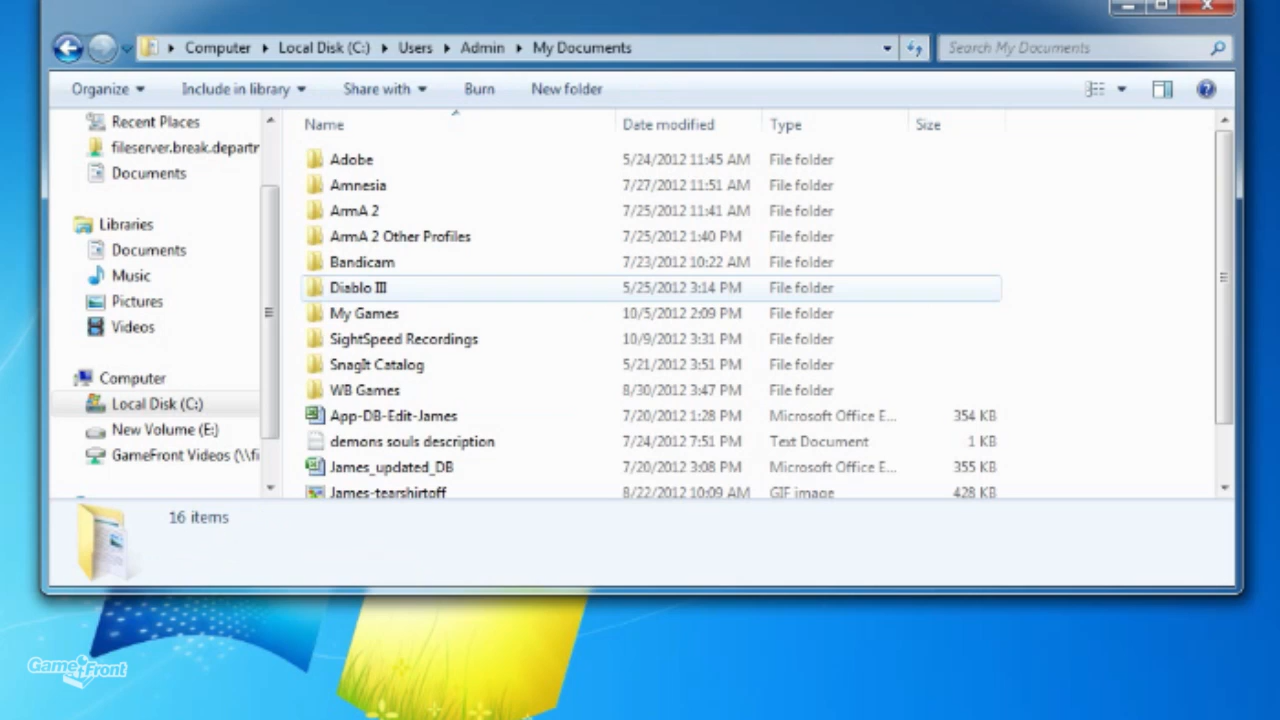 Computer Local Disk (C:) Users Admin My Documents Search My Documents
Organize Include in library Share with Burn New folder
Recent Places
fileserver.break.departr
Documents
Libraries
Documents
Music
Pictures
Videos
Computer
Local Disk (C:)
New Volume (E:)
GameFront Videos (\\fi
Name Date modified Type Size
Adobe 5/24/2012 11:45 AM File folder
Amnesia 7/27/2012 11:51 AM File folder
ArmA 2 7/25/2012 11:41 AM File folder
ArmA 2 Other Profiles 7/25/2012 1:40 PM File folder
Bandicam 7/23/2012 10:22 AM File folder
Diablo III 5/25/2012 3:14 PM File folder
My Games 10/5/2012 2:09 PM File folder
SightSpeed Recordings 10/9/2012 3:31 PM File folder
SnagIt Catalog 5/21/2012 3:51 PM File folder
WB Games 8/30/2012 3:47 PM File folder
App-DB-Edit-James 7/20/2012 1:28 PM Microsoft Office E... 354 KB
demons souls description 7/24/2012 7:51 PM Text Document 1 KB
James_updated_DB 7/20/2012 3:08 PM Microsoft Office E... 355 KB
James-tearshirtoff 8/22/2012 10:09 AM GIF image 428 KB
16 items
GameFront